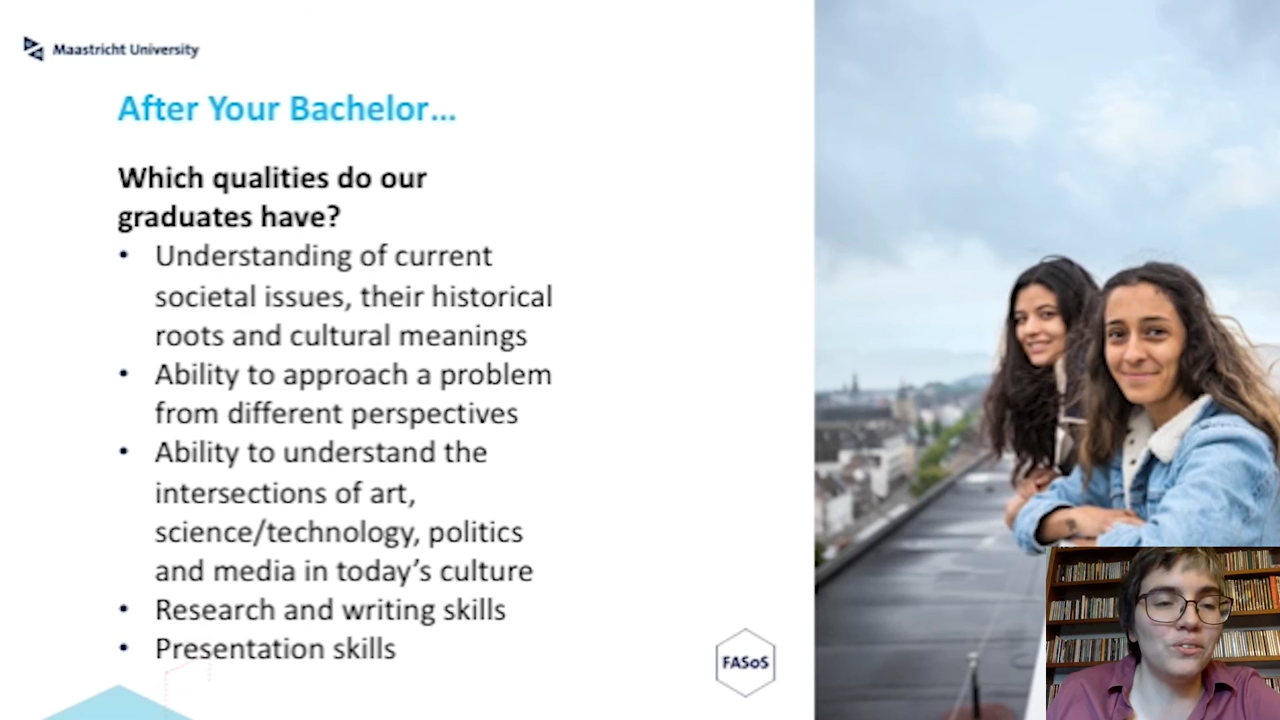 Maastricht University
After Your Bachelor...
Which qualities do our
graduates have?
• Understanding of current
societal issues, their historical
roots and cultural meanings
• Ability to approach a problem
from different perspectives
• Ability to understand the
intersections of art,
science/technology, politics
and media in today's culture
• Research and writing skills
• Presentation skills
FASoS